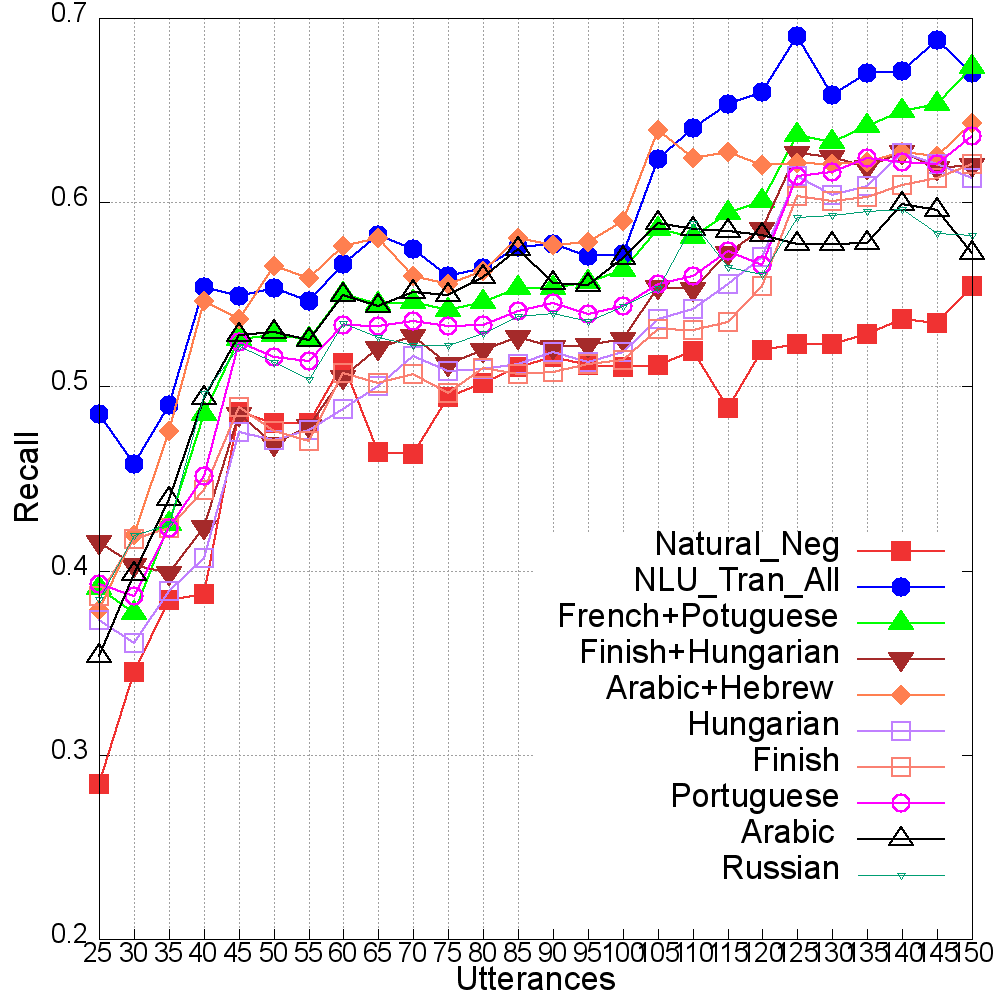 0.7
0.6
0.5
0.4
0.3
0.2
Recall
Natural_Neg
NLU_Tran_All
French+Potuguese
Finish+Hungarian
Arabic+Hebrew
Hungarian
Finish
Portuguese
Arabic
Russian
25 30 35 40 45 50 55 60 65 70 75 80 85 90 95 100 105 110 115 120 125 130 135 140 145 150
Utterances